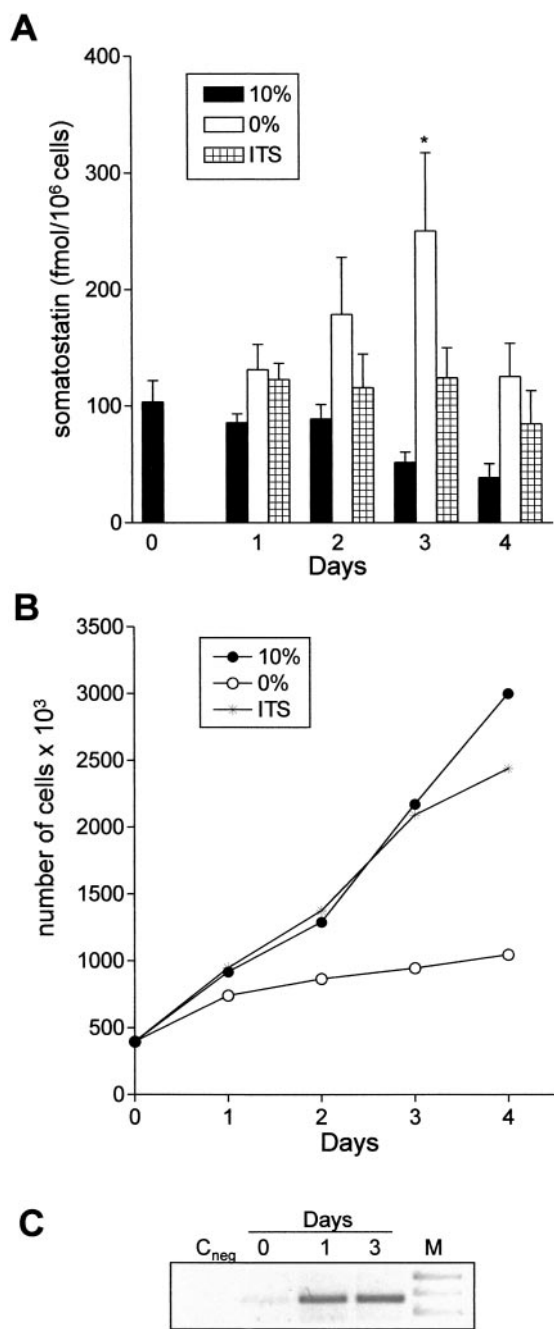 A
400
300
200
100
0
somatostatin (fmol/10⁶ cells)
10%
0%
ITS
*
0 1 2 3 4
Days
B
3500
3000
2500
2000
1500
1000
500
0
number of cells x 10³
10%
0%
ITS
0 1 2 3 4
Days
C
Days
Cneg 0 1 3 M